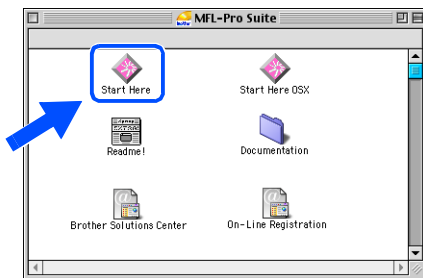 MFL-Pro Suite
Start Here
Start Here OSX
Readme!
Documentation
Brother Solutions Center
On-Line Registration